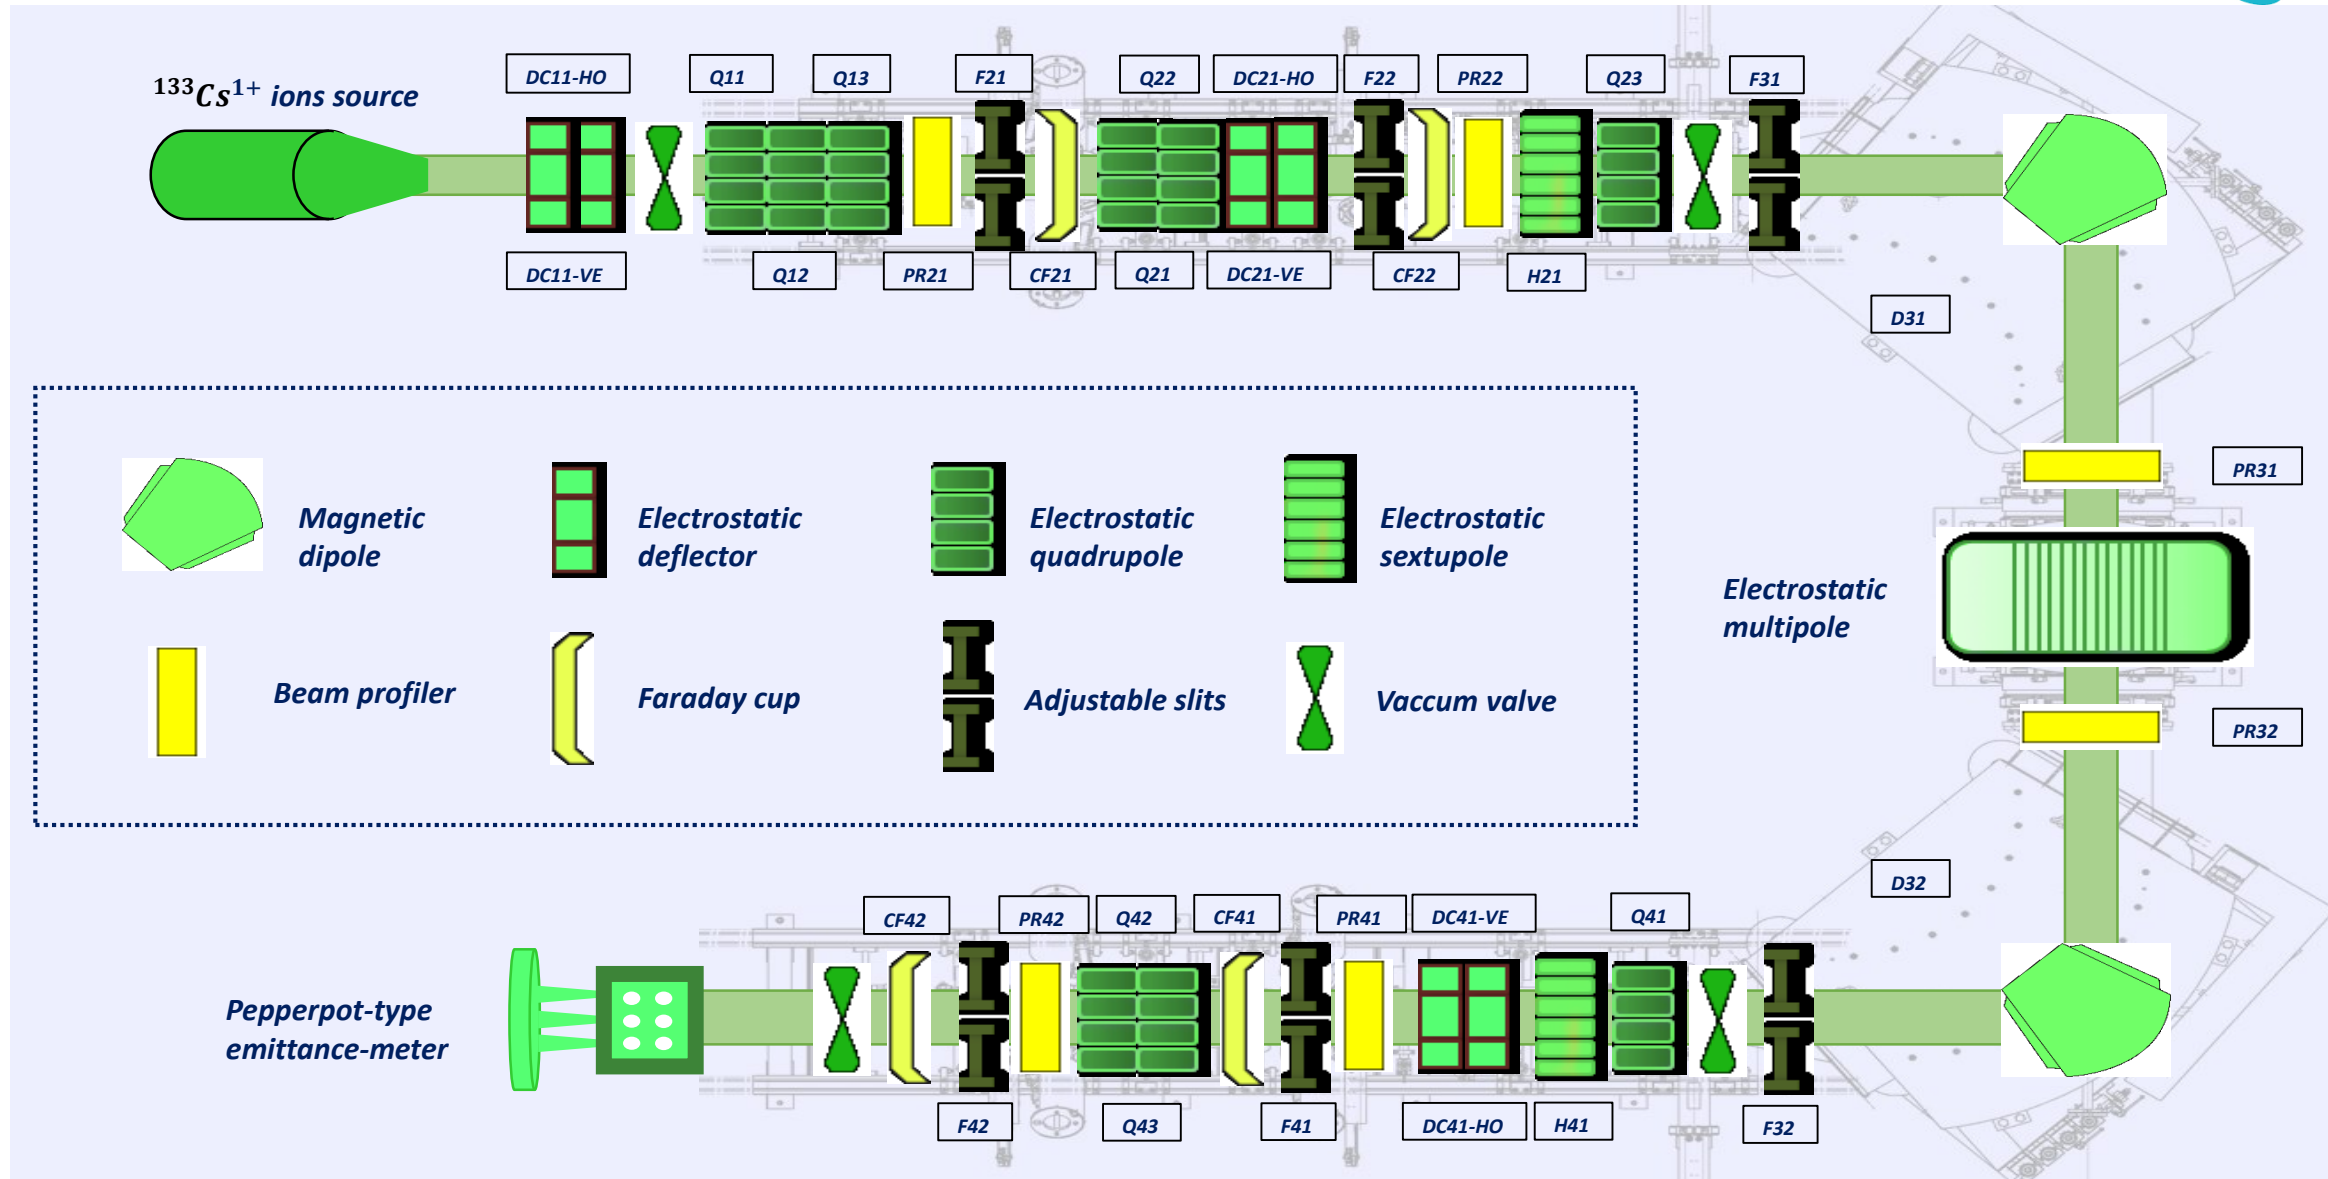 ¹³³Cs¹⁺ ions source
DC11-HO
Q11
Q13
F21
Q22
DC21-HO
F22
PR22
Q23
F31
DC11-VE
Q12
PR21
CF21
Q21
DC21-VE
CF22
H21
D31
PR31
Magnetic
dipole
Electrostatic
deflector
Electrostatic
quadrupole
Electrostatic
sextupole
Beam profiler
Faraday cup
Adjustable slits
Vaccum valve
Electrostatic
multipole
PR32
D32
CF42
PR42
Q42
CF41
PR41
DC41-VE
Q41
Pepperpot-type
emittance-meter
F42
Q43
F41
DC41-HO
H41
F32